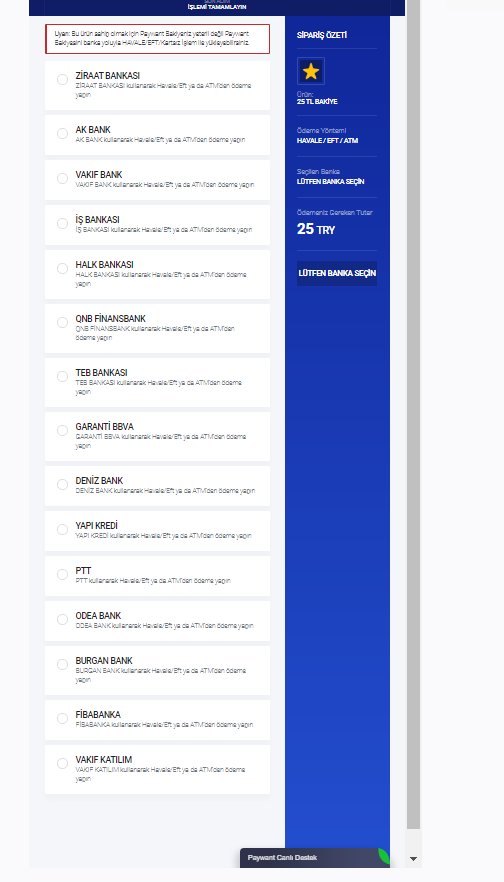 SON ADIM
İŞLEMİ TAMAMLAYIN
Uyarı: Bu ürün sahip olmak için Paywant Bakiyeniz yeterli değil Paywant
Bakiyesini banka yoluyla HAVALE/EFT/Kartsız İşlem ile yükleyebilirsiniz.
ZİRAAT BANKASI
ZİRAAT BANKASI kullanarak Havale/Eft ya da ATM'den ödeme
yapın
AK BANK
AK BANK kullanarak Havale/Eft ya da ATM'den ödeme yapın
VAKIF BANK
VAKIF BANK kullanarak Havale/Eft ya da ATM'den ödeme yapın
İŞ BANKASI
İŞ BANKASI kullanarak Havale/Eft ya da ATM'den ödeme yapın
HALK BANKASI
HALK BANKASI kullanarak Havale/Eft ya da ATM'den ödeme
yapın
QNB FİNANSBANK
QNB FİNANSBANK kullanarak Havale/Eft ya da ATM'den
ödeme yapın
TEB BANKASI
TEB BANKASI kullanarak Havale/Eft ya da ATM'den ödeme
yapın
GARANTİ BBVA
GARANTİ BBVA kullanarak Havale/Eft ya da ATM'den ödeme
yapın
DENİZ BANK
DENİZ BANK kullanarak Havale/Eft ya da ATM'den ödeme yapın
YAPI KREDİ
YAPI KREDİ kullanarak Havale/Eft ya da ATM'den ödeme yapın
PTT
PTT kullanarak Havale/Eft ya da ATM'den ödeme yapın
ODEA BANK
ODEA BANK kullanarak Havale/Eft ya da ATM'den ödeme yapın
BURGAN BANK
BURGAN BANK kullanarak Havale/Eft ya da ATM'den ödeme
yapın
FİBABANKA
FİBABANKA kullanarak Havale/Eft ya da ATM'den ödeme yapın
VAKIF KATILIM
VAKIF KATILIM kullanarak Havale/Eft ya da ATM'den ödeme
yapın
SİPARİŞ ÖZETİ
Ürün:
25 TL BAKİYE
Ödeme Yöntemi
HAVALE / EFT / ATM
Seçilen Banka
LÜTFEN BANKA SEÇİN
Ödemeniz Gereken Tutar
25 TRY
LÜTFEN BANKA SEÇİN
Paywant Canlı Destek